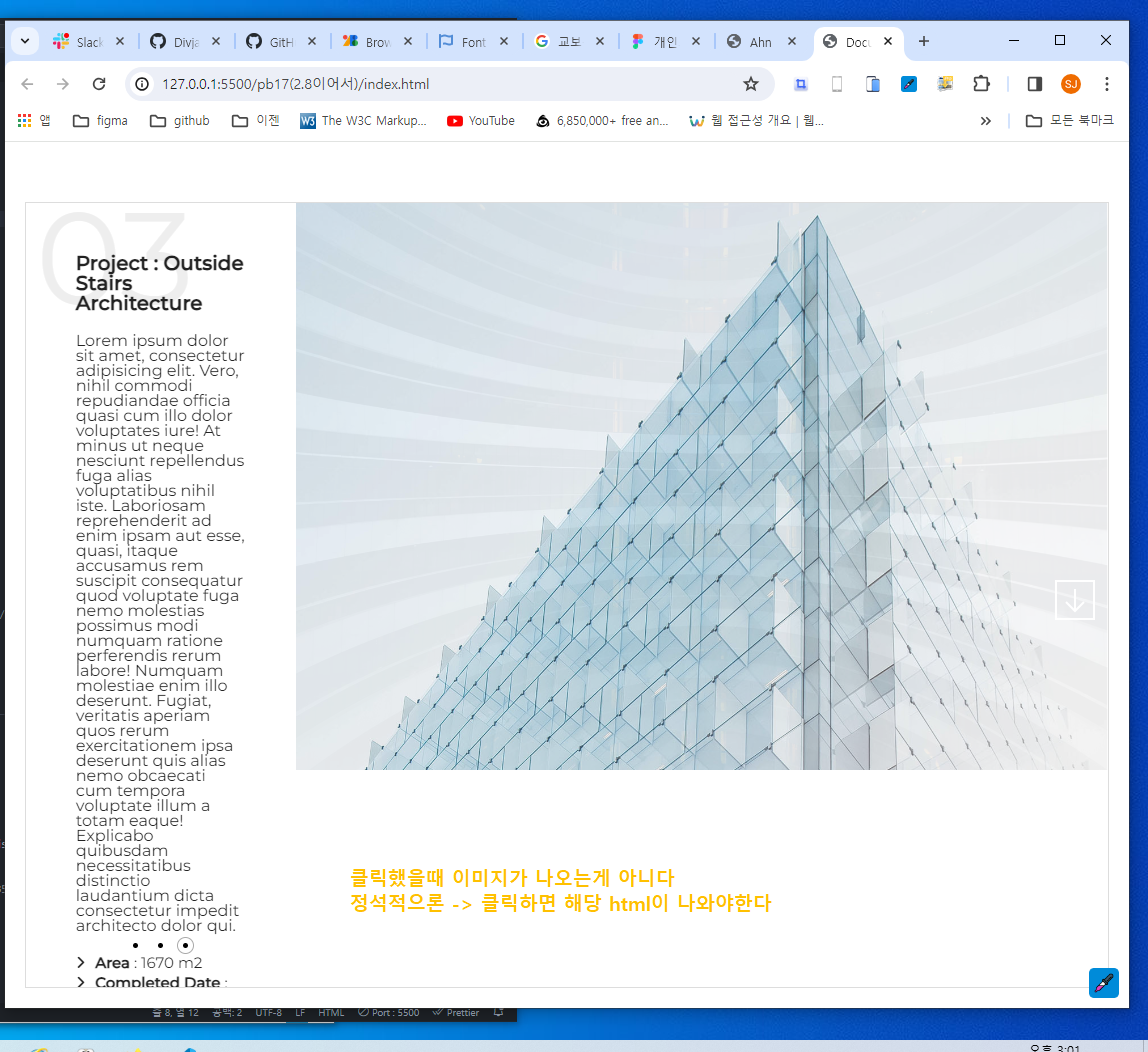 Slack
Divja
GitH
Brow
Font
교보
개인
Ahn
Docu
127.0.0.1:5500/pb17(2.8이어서)/index.html
SJ
앱
figma
github
이젠
The W3C Markup...
YouTube
6,850,000+ free an...
웹 접근성 개요 | 웹...
모든 북마크
03
Project : Outside
Stairs
Architecture
Lorem ipsum dolor
sit amet, consectetur
adipisicing elit. Vero,
nihil commodi
repudiandae officia
quasi cum illo dolor
voluptates iure! At
minus ut neque
nesciunt repellendus
fuga alias
voluptatibus nihil
iste. Laboriosam
reprehenderit ad
enim ipsam aut esse,
quasi, itaque
accusamus rem
suscipit consequatur
quod voluptate fuga
nemo molestias
possimus modi
numquam ratione
perferendis rerum
labore! Numquam
molestiae enim illo
deserunt. Fugiat,
veritatis aperiam
quos rerum
exercitationem ipsa
deserunt quis alias
nemo obcaecati
cum tempora
voluptate illum a
totam eaque!
Explicabo
quibusdam
necessitatibus
distinctio
laudantium dicta
consectetur impedit
architecto dolor qui.
Area : 1670 m2
Completed Date :
클릭했을때 이미지가 나오는게 아니다
정석적으론 -> 클릭하면 해당 html이 나와야한다
줄 8, 열 12 공백: 2 UTF-8 LF HTML Port : 5500 Prettier
오후 3:01